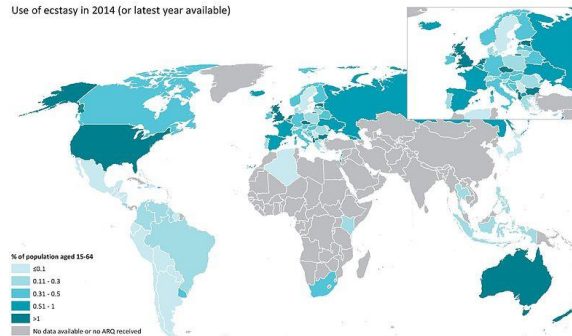 Use of ecstasy in 2014 (or latest year available)
% of population aged 15-64
≤0.1
0.11 - 0.3
0.31 - 0.5
0.51 - 1
>1
No data available or no ARQ received